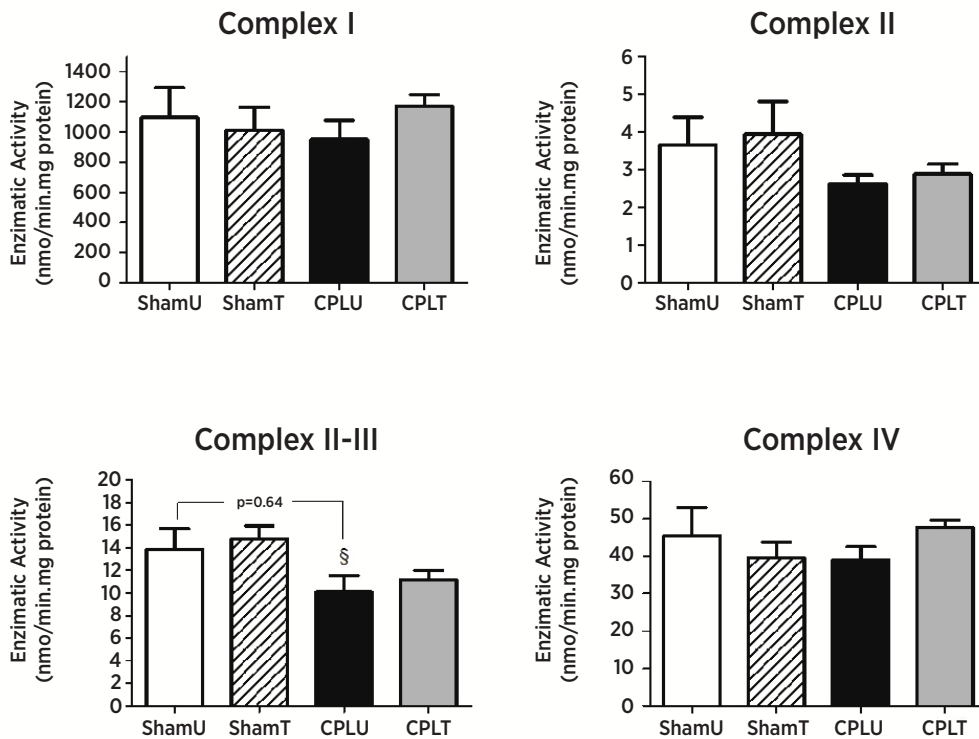 Complex I
Enzimatic Activity
(nmo/min.mg protein)
1400
1200
1000
800
600
400
200
0
ShamU ShamT CPLU CPLT
Complex II
Enzimatic Activity
(nmo/min.mg protein)
6
5
4
3
2
1
0
ShamU ShamT CPLU CPLT
Complex II-III
Enzimatic Activity
(nmo/min.mg protein)
20
18
16
14
12
10
8
6
4
2
0
p=0.64
§
ShamU ShamT CPLU CPLT
Complex IV
Enzimatic Activity
(nmo/min.mg protein)
60
50
40
30
20
10
0
ShamU ShamT CPLU CPLT